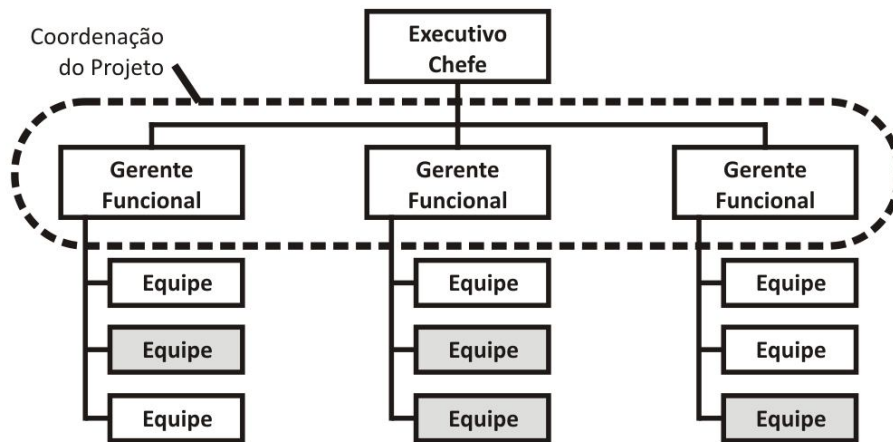 Coordenação
do Projeto
Executivo
Chefe
Gerente
Funcional
Gerente
Funcional
Gerente
Funcional
Equipe
Equipe
Equipe
Equipe
Equipe
Equipe
Equipe
Equipe
Equipe